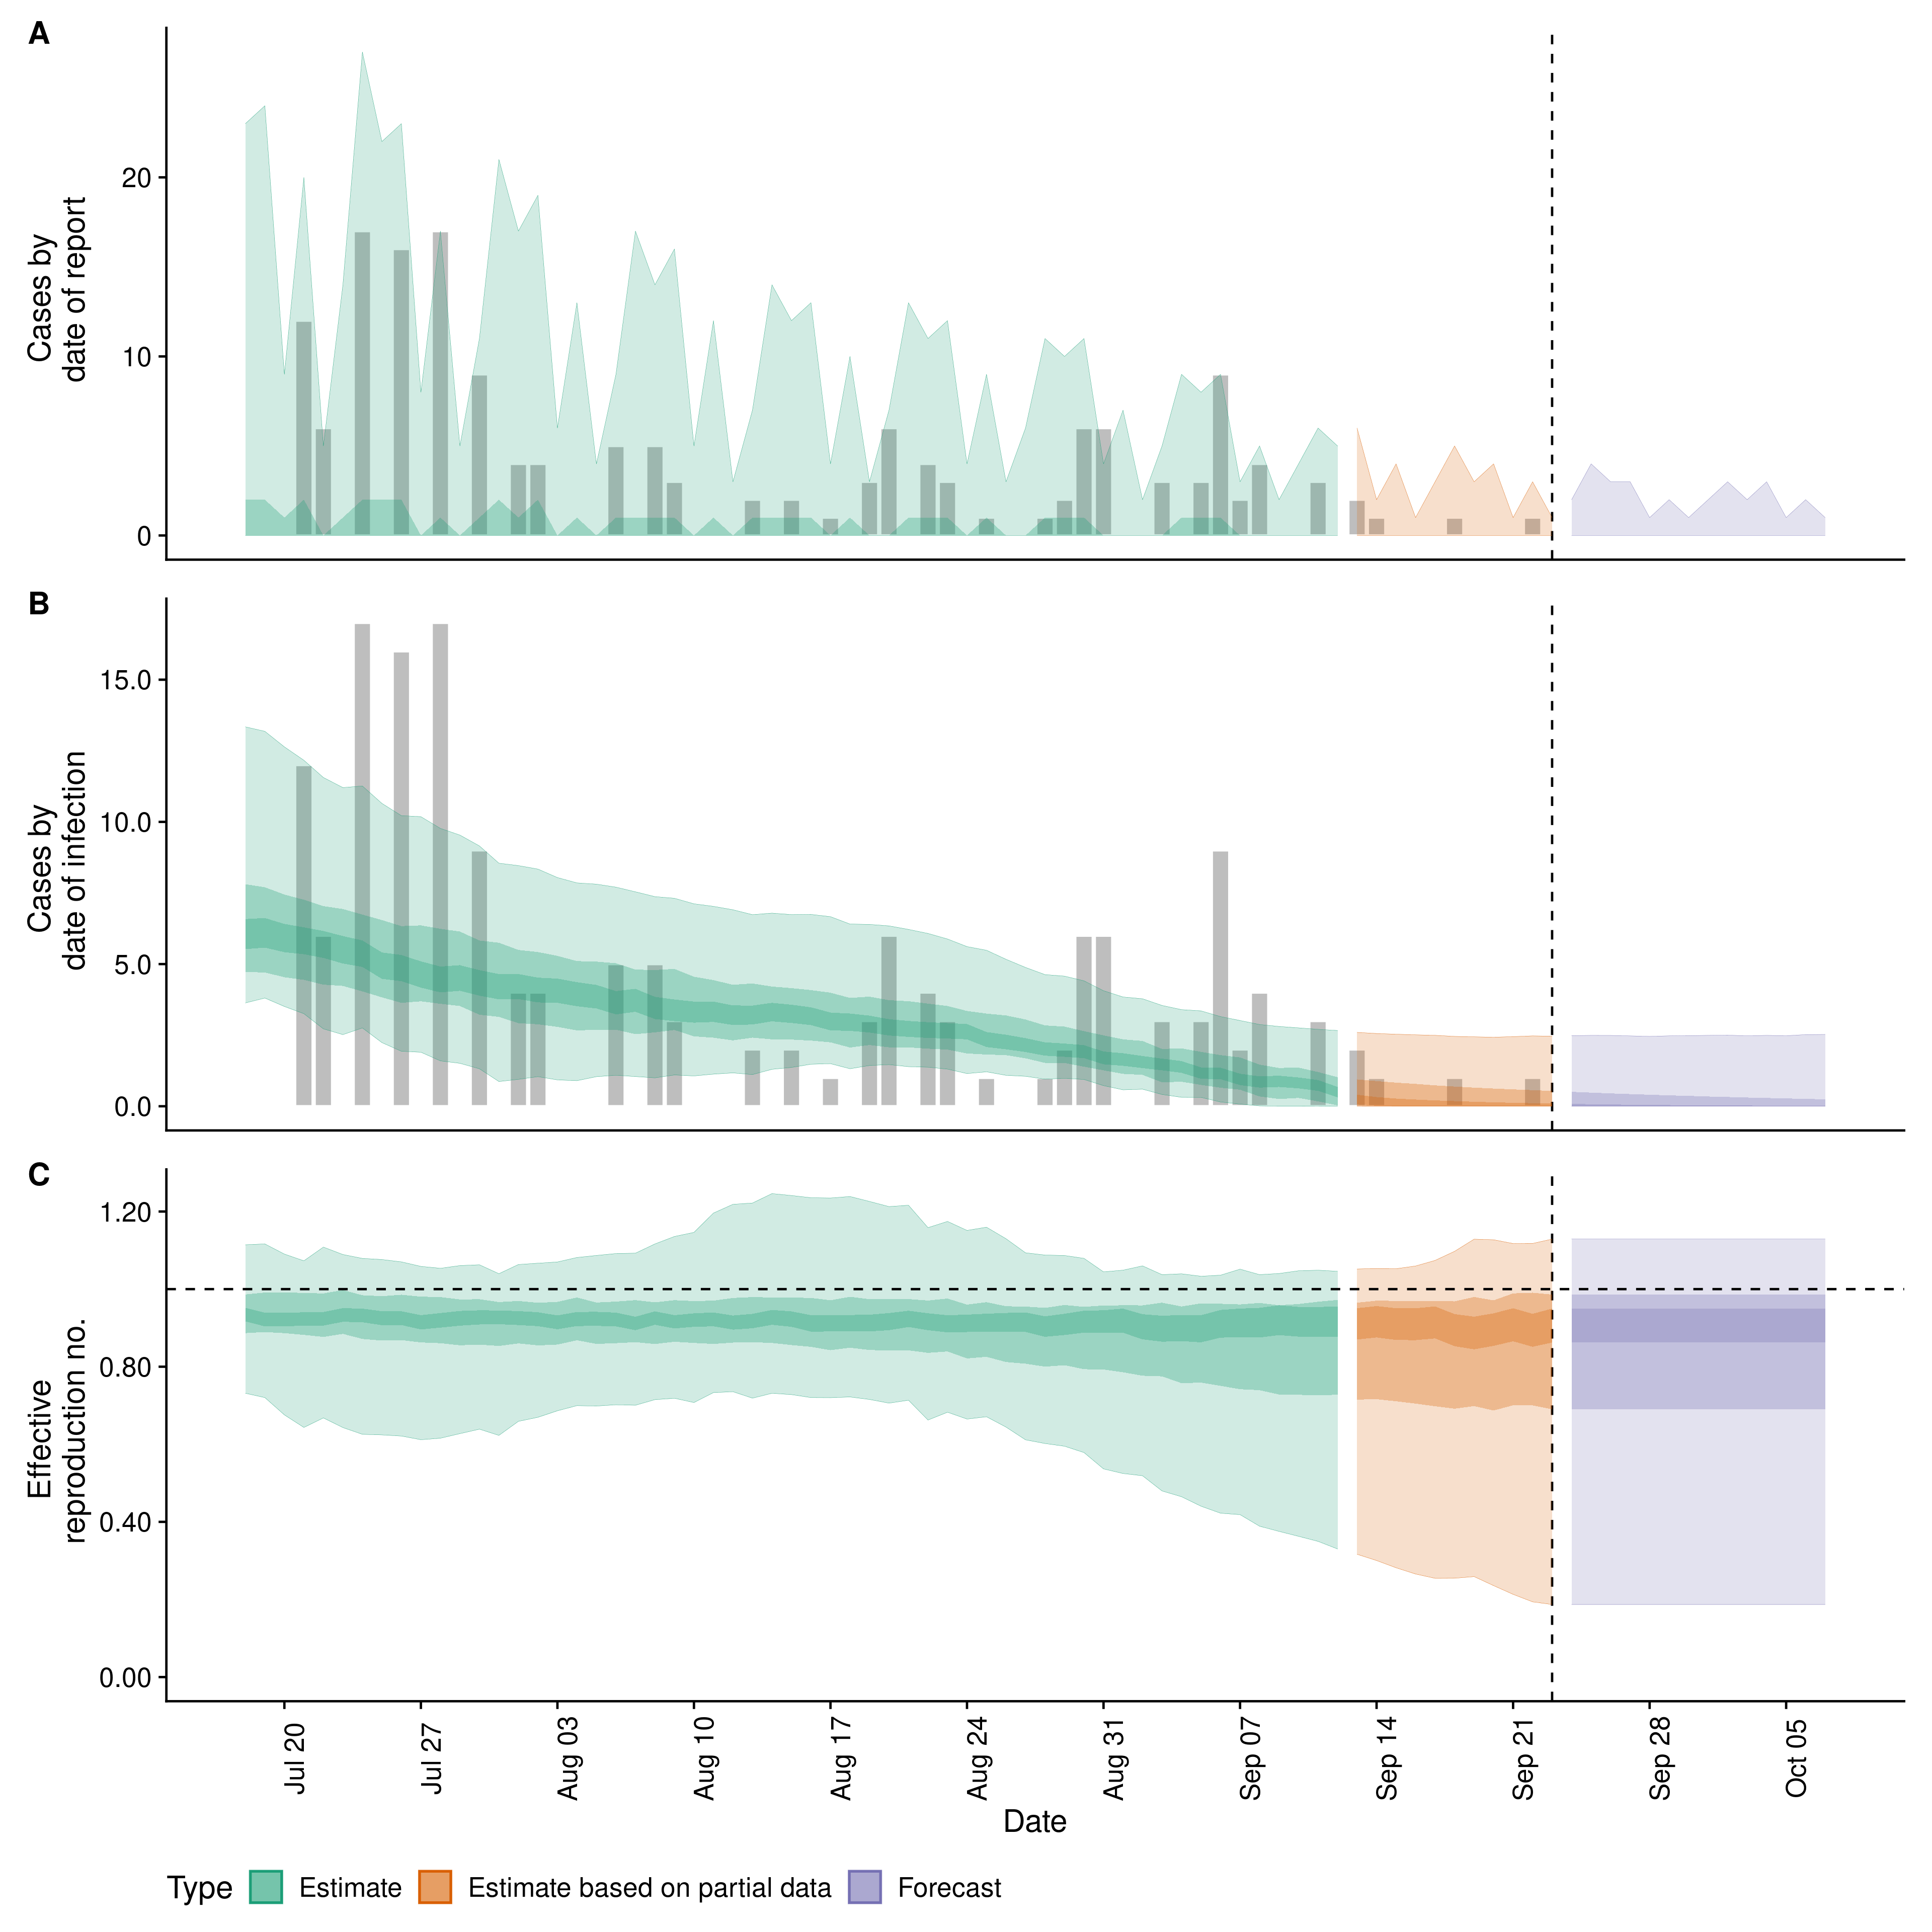 A
Cases by
date of report
20
10
0
B
Cases by
date of infection
15.0
10.0
5.0
0.0
C
Effective
reproduction no.
1.20
0.80
0.40
0.00
Jul 20
Jul 27
Aug 03
Aug 10
Aug 17
Aug 24
Aug 31
Sep 07
Sep 14
Sep 21
Sep 28
Oct 05
Date
Type Estimate Estimate based on partial data Forecast